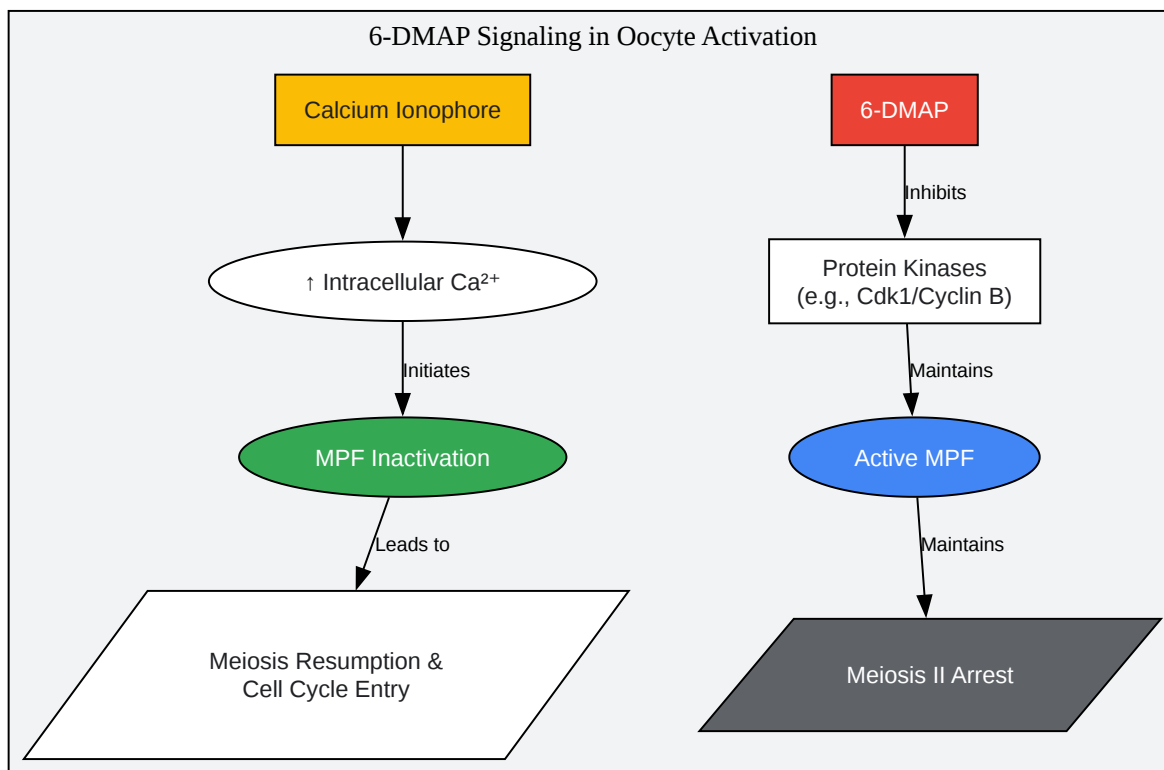 6-DMAP Signaling in Oocyte Activation
Calcium Ionophore
6-DMAP
Inhibits
↑ Intracellular Ca²⁺
Protein Kinases
(e.g., Cdk1/Cyclin B)
Initiates
Maintains
MPF Inactivation
Active MPF
Leads to
Maintains
Meiosis Resumption &
Cell Cycle Entry
Meiosis II Arrest